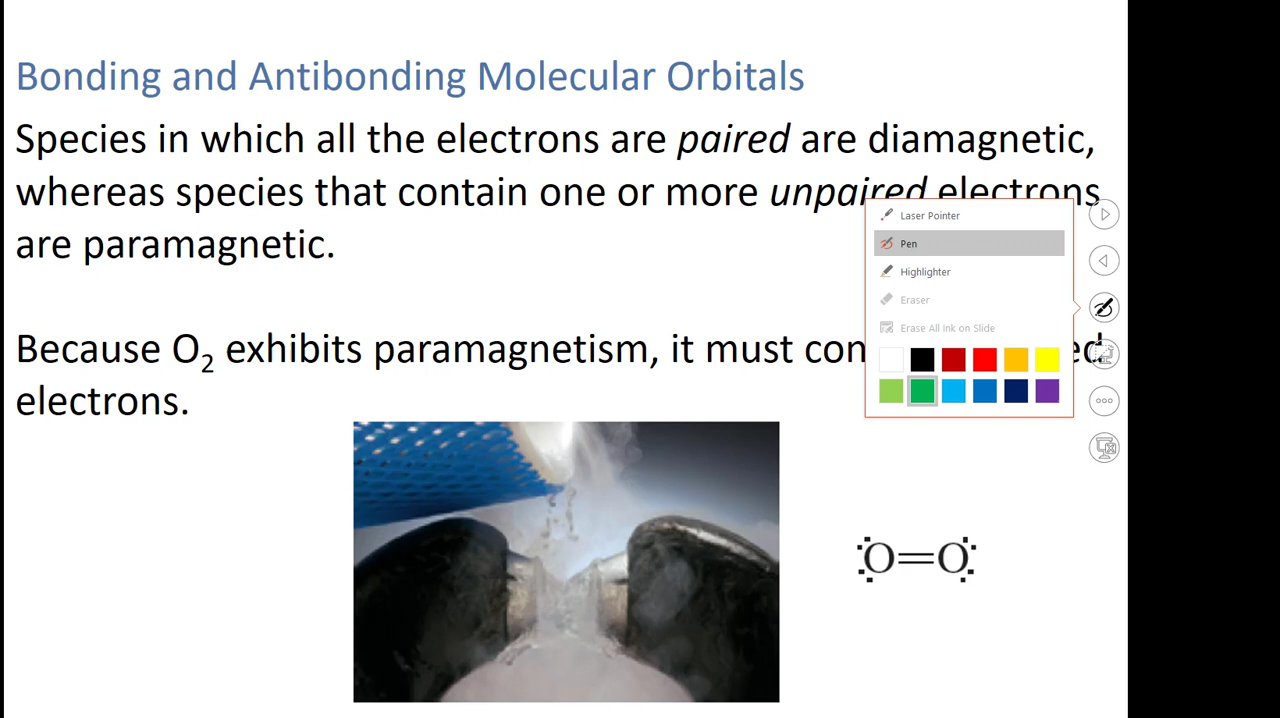 Bonding and Antibonding Molecular Orbitals
Species in which all the electrons are paired are diamagnetic,
whereas species that contain one or more unpaired electrons
are paramagnetic.
Because O2 exhibits paramagnetism, it must con ed
electrons.
Laser Pointer
Pen
Highlighter
Eraser
Erase All Ink on Slide
O=O